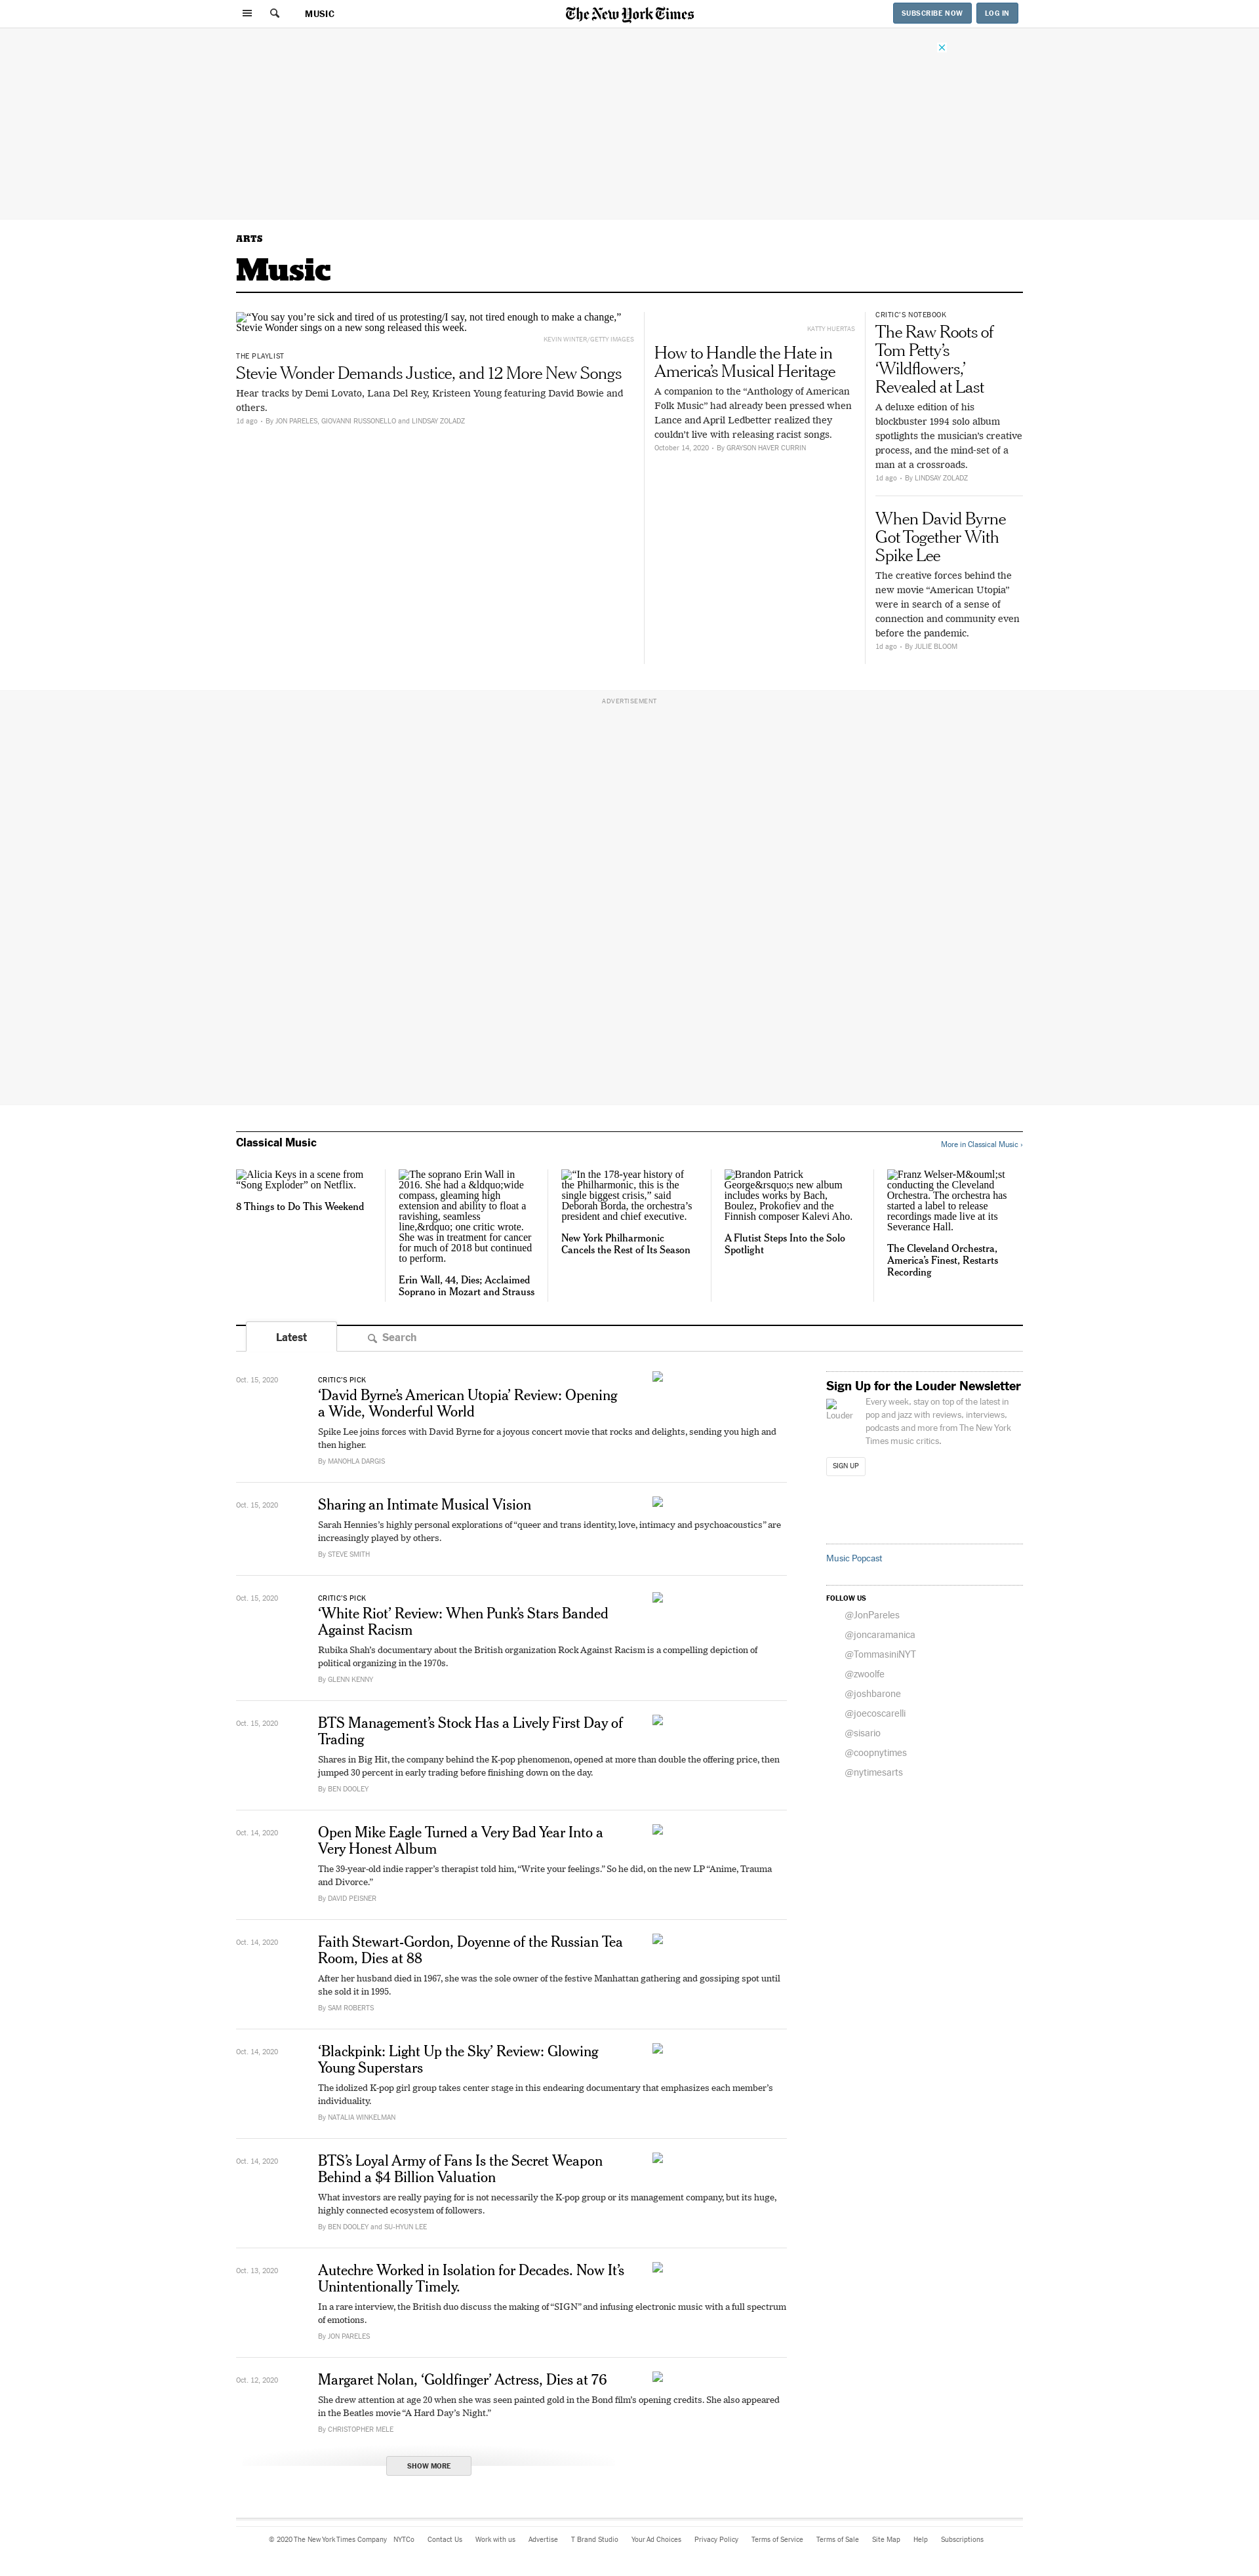 MUSIC
The New York Times
SUBSCRIBE NOW
LOG IN
ARTS
Music
“You say you’re sick and tired of us protesting/I say, not tired enough to make a change,”
Stevie Wonder sings on a new song released this week.
KEVIN WINTER/GETTY IMAGES
THE PLAYLIST
Stevie Wonder Demands Justice, and 12 More New Songs
Hear tracks by Demi Lovato, Lana Del Rey, Kristeen Young featuring David Bowie and
others.
1d ago • By JON PARELES, GIOVANNI RUSSONELLO and LINDSAY ZOLADZ
KATTY HUERTAS
How to Handle the Hate in
America’s Musical Heritage
A companion to the “Anthology of American
Folk Music” had already been pressed when
Lance and April Ledbetter realized they
couldn’t live with releasing racist songs.
October 14, 2020 • By GRAYSON HAVER CURRIN
CRITIC’S NOTEBOOK
The Raw Roots of
Tom Petty’s
‘Wildflowers,’
Revealed at Last
A deluxe edition of his
blockbuster 1994 solo album
spotlights the musician’s creative
process, and the mind-set of a
man at a crossroads.
1d ago • By LINDSAY ZOLADZ
When David Byrne
Got Together With
Spike Lee
The creative forces behind the
new movie “American Utopia”
were in search of a sense of
connection and community even
before the pandemic.
1d ago • By JULIE BLOOM
ADVERTISEMENT
Classical Music
More in Classical Music ›
Alicia Keys in a scene from
“Song Exploder” on Netflix.
8 Things to Do This Weekend
The soprano Erin Wall in
2016. She had a &ldquo;wide
compass, gleaming high
extension and ability to float a
ravishing, seamless
line,&rdquo; one critic wrote.
She was in treatment for cancer
for much of 2018 but continued
to perform.
Erin Wall, 44, Dies; Acclaimed
Soprano in Mozart and Strauss
“In the 178-year history of
the Philharmonic, this is the
single biggest crisis,” said
Deborah Borda, the orchestra’s
president and chief executive.
New York Philharmonic
Cancels the Rest of Its Season
Brandon Patrick
George&rsquo;s new album
includes works by Bach,
Boulez, Prokofiev and the
Finnish composer Kalevi Aho.
A Flutist Steps Into the Solo
Spotlight
Franz Welser-M&ouml;st
conducting the Cleveland
Orchestra. The orchestra has
started a label to release
recordings made live at its
Severance Hall.
The Cleveland Orchestra,
America’s Finest, Restarts
Recording
Latest
Search
Oct. 15, 2020
CRITIC’S PICK
‘David Byrne’s American Utopia’ Review: Opening
a Wide, Wonderful World
Spike Lee joins forces with David Byrne for a joyous concert movie that rocks and delights, sending you high and
then higher.
By MANOHLA DARGIS
Oct. 15, 2020
Sharing an Intimate Musical Vision
Sarah Hennies’s highly personal explorations of “queer and trans identity, love, intimacy and psychoacoustics” are
increasingly played by others.
By STEVE SMITH
Oct. 15, 2020
CRITIC’S PICK
‘White Riot’ Review: When Punk’s Stars Banded
Against Racism
Rubika Shah’s documentary about the British organization Rock Against Racism is a compelling depiction of
political organizing in the 1970s.
By GLENN KENNY
Oct. 15, 2020
BTS Management’s Stock Has a Lively First Day of
Trading
Shares in Big Hit, the company behind the K-pop phenomenon, opened at more than double the offering price, then
jumped 30 percent in early trading before finishing down on the day.
By BEN DOOLEY
Oct. 14, 2020
Open Mike Eagle Turned a Very Bad Year Into a
Very Honest Album
The 39-year-old indie rapper’s therapist told him, “Write your feelings.” So he did, on the new LP “Anime, Trauma
and Divorce.”
By DAVID PEISNER
Oct. 14, 2020
Faith Stewart-Gordon, Doyenne of the Russian Tea
Room, Dies at 88
After her husband died in 1967, she was the sole owner of the festive Manhattan gathering and gossiping spot until
she sold it in 1995.
By SAM ROBERTS
Oct. 14, 2020
‘Blackpink: Light Up the Sky’ Review: Glowing
Young Superstars
The idolized K-pop girl group takes center stage in this endearing documentary that emphasizes each member’s
individuality.
By NATALIA WINKELMAN
Oct. 14, 2020
BTS’s Loyal Army of Fans Is the Secret Weapon
Behind a $4 Billion Valuation
What investors are really paying for is not necessarily the K-pop group or its management company, but its huge,
highly connected ecosystem of followers.
By BEN DOOLEY and SU-HYUN LEE
Oct. 13, 2020
Autechre Worked in Isolation for Decades. Now It’s
Unintentionally Timely.
In a rare interview, the British duo discuss the making of “SIGN” and infusing electronic music with a full spectrum
of emotions.
By JON PARELES
Oct. 12, 2020
Margaret Nolan, ‘Goldfinger’ Actress, Dies at 76
She drew attention at age 20 when she was seen painted gold in the Bond film’s opening credits. She also appeared
in the Beatles movie “A Hard Day’s Night.”
By CHRISTOPHER MELE
SHOW MORE
Sign Up for the Louder Newsletter
Louder
Every week, stay on top of the latest in
pop and jazz with reviews, interviews,
podcasts and more from The New York
Times music critics.
SIGN UP
Music Popcast
FOLLOW US
@JonPareles
@joncaramanica
@TommasiniNYT
@zwoolfe
@joshbarone
@joecoscarelli
@sisario
@coopnytimes
@nytimesarts
© 2020 The New York Times Company NYTCo Contact Us Work with us Advertise T Brand Studio Your Ad Choices Privacy Policy Terms of Service Terms of Sale Site Map Help Subscriptions